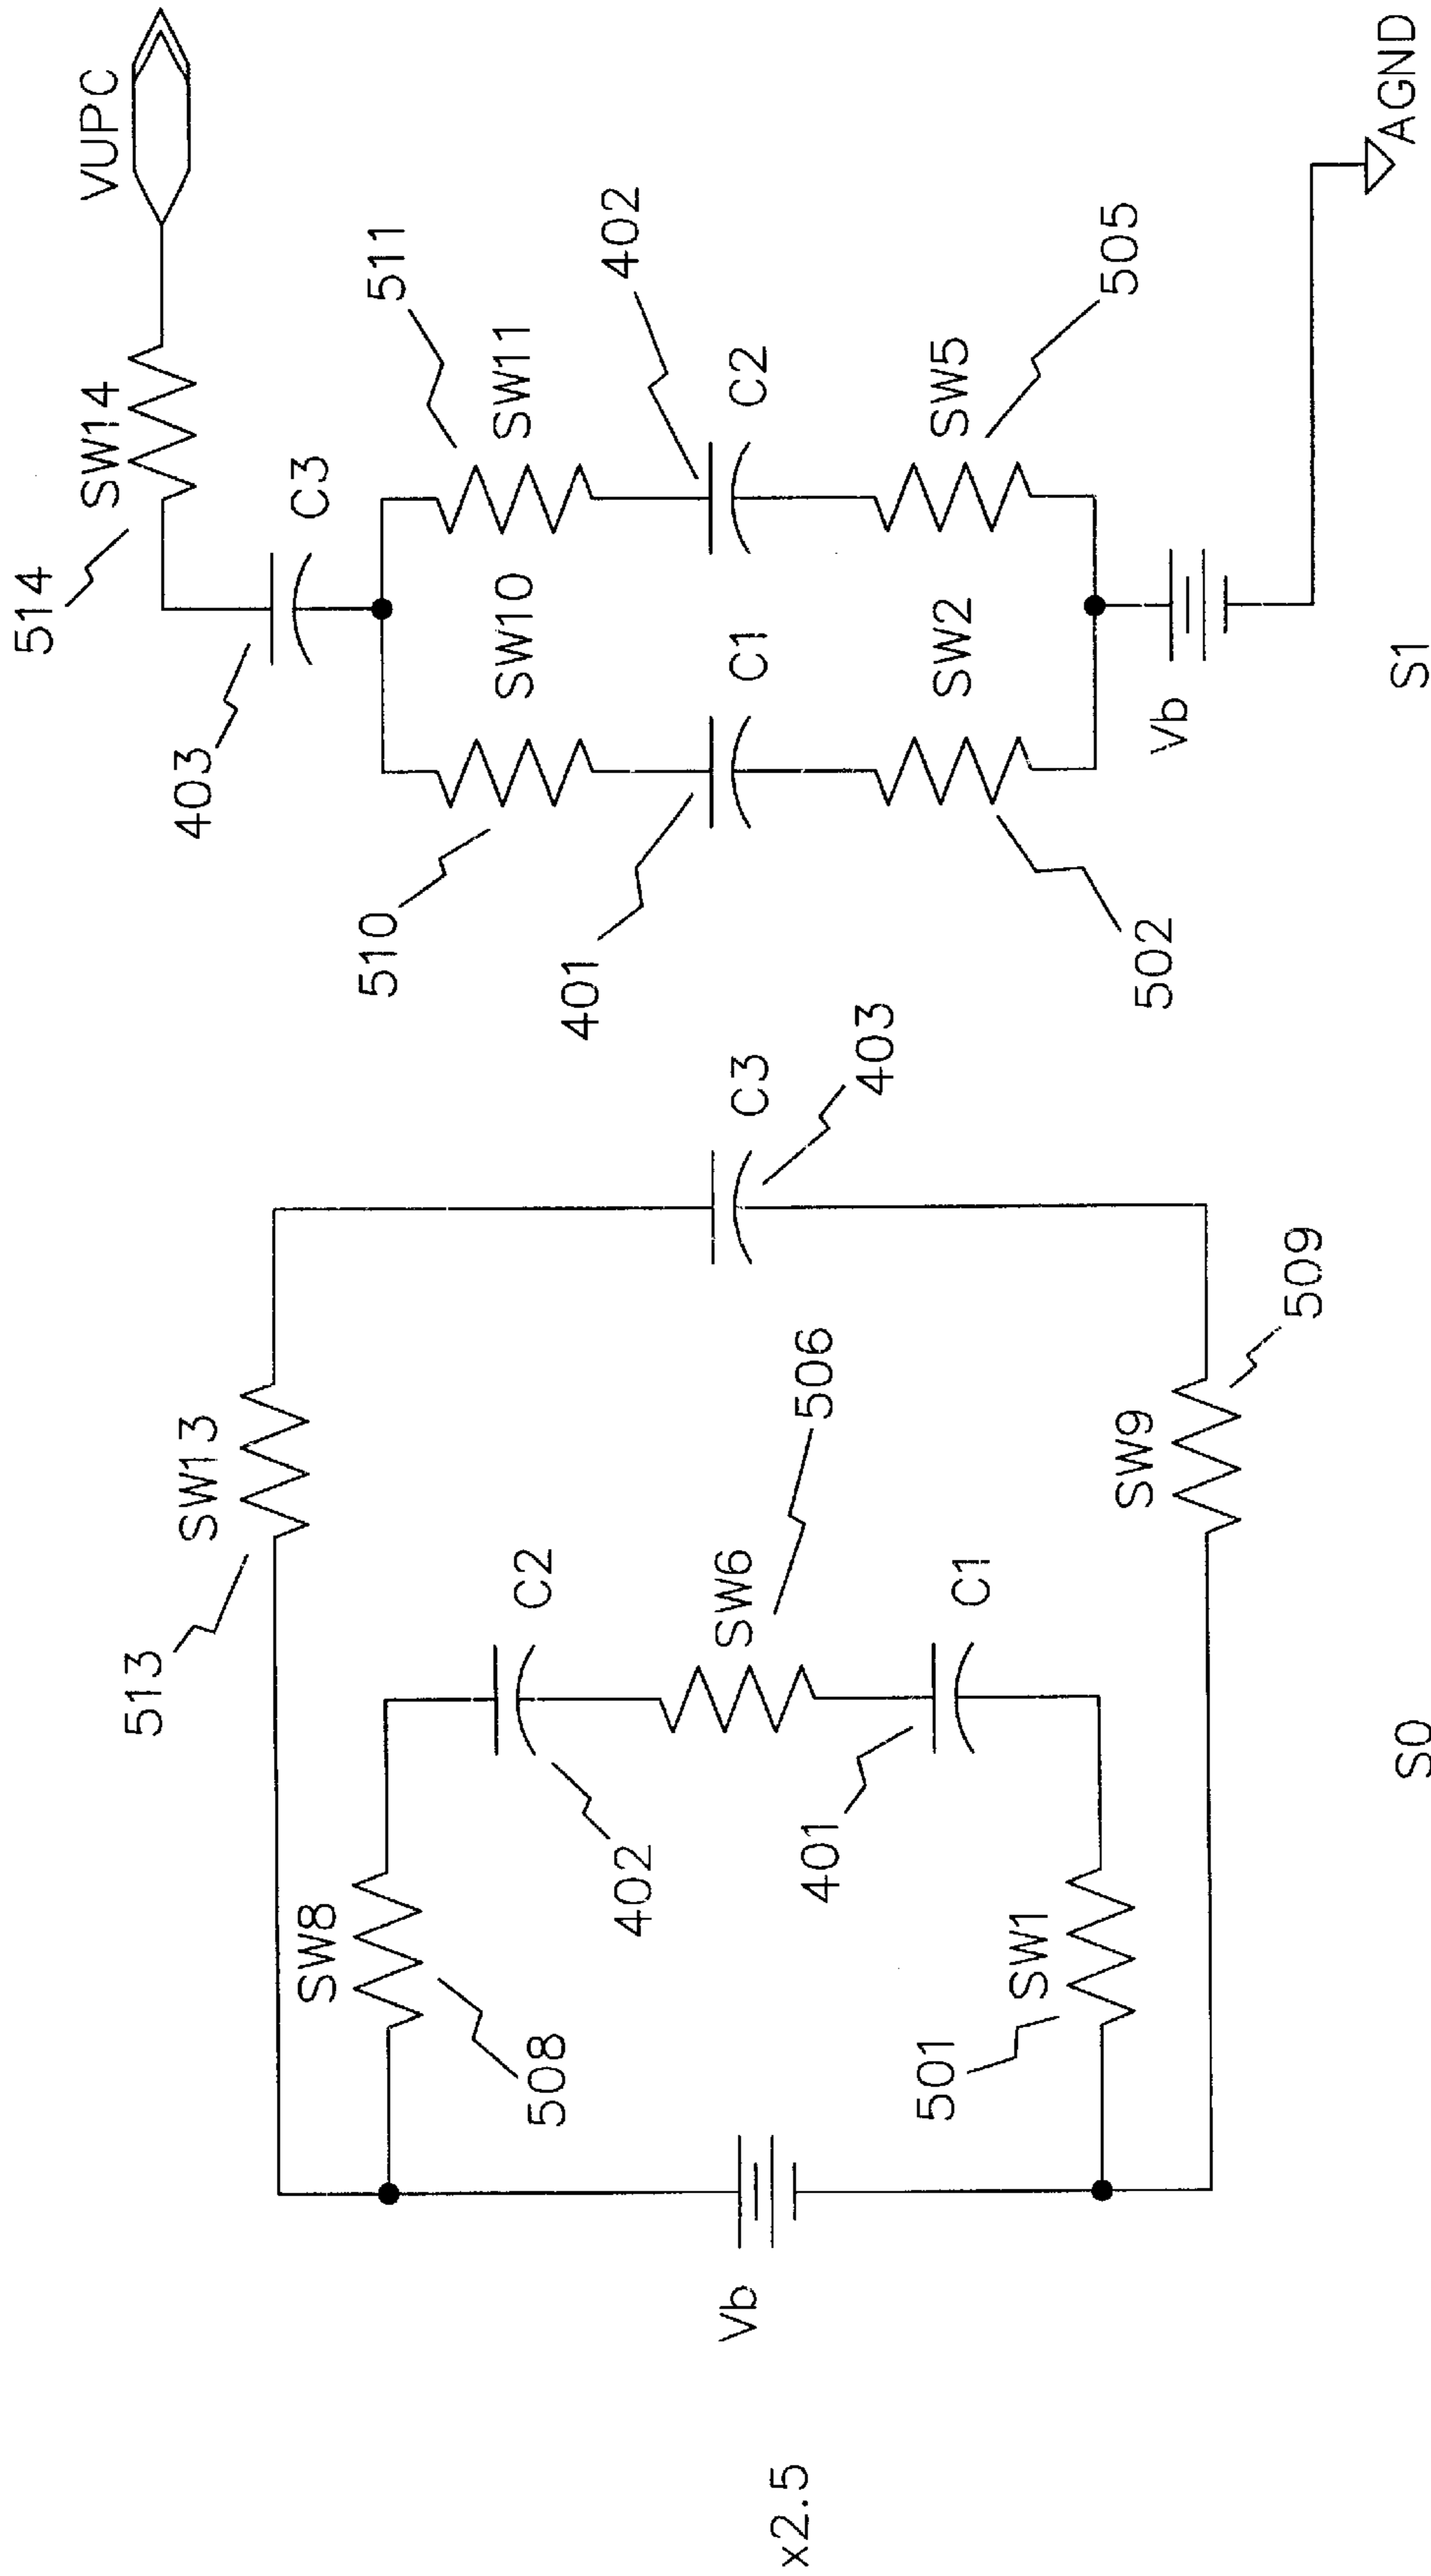 x2.5
Vb
SW13
513
SW8
508
C2
402
SW6
506
C1
401
SW1
501
SW9
509
C3
403
S0
VUPC
SW14
514
C3
403
SW10
510
SW11
511
C1
401
C2
402
SW2
502
SW5
505
Vb
AGND
S1